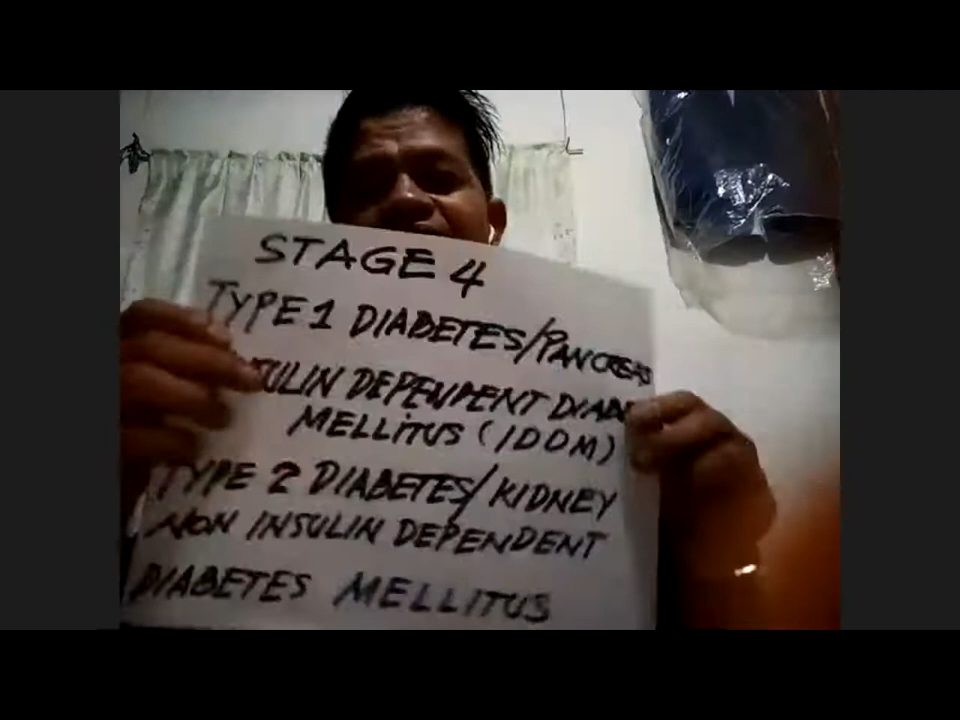 STAGE 4
TYPE 1 DIABETES/PANCREAS
DEPENDENT
MELLITUS (IDDM)
TYPE 2 DIABETES/KIDNEY
NON INSULIN DEPENDENT
DIABETES MELLITUS